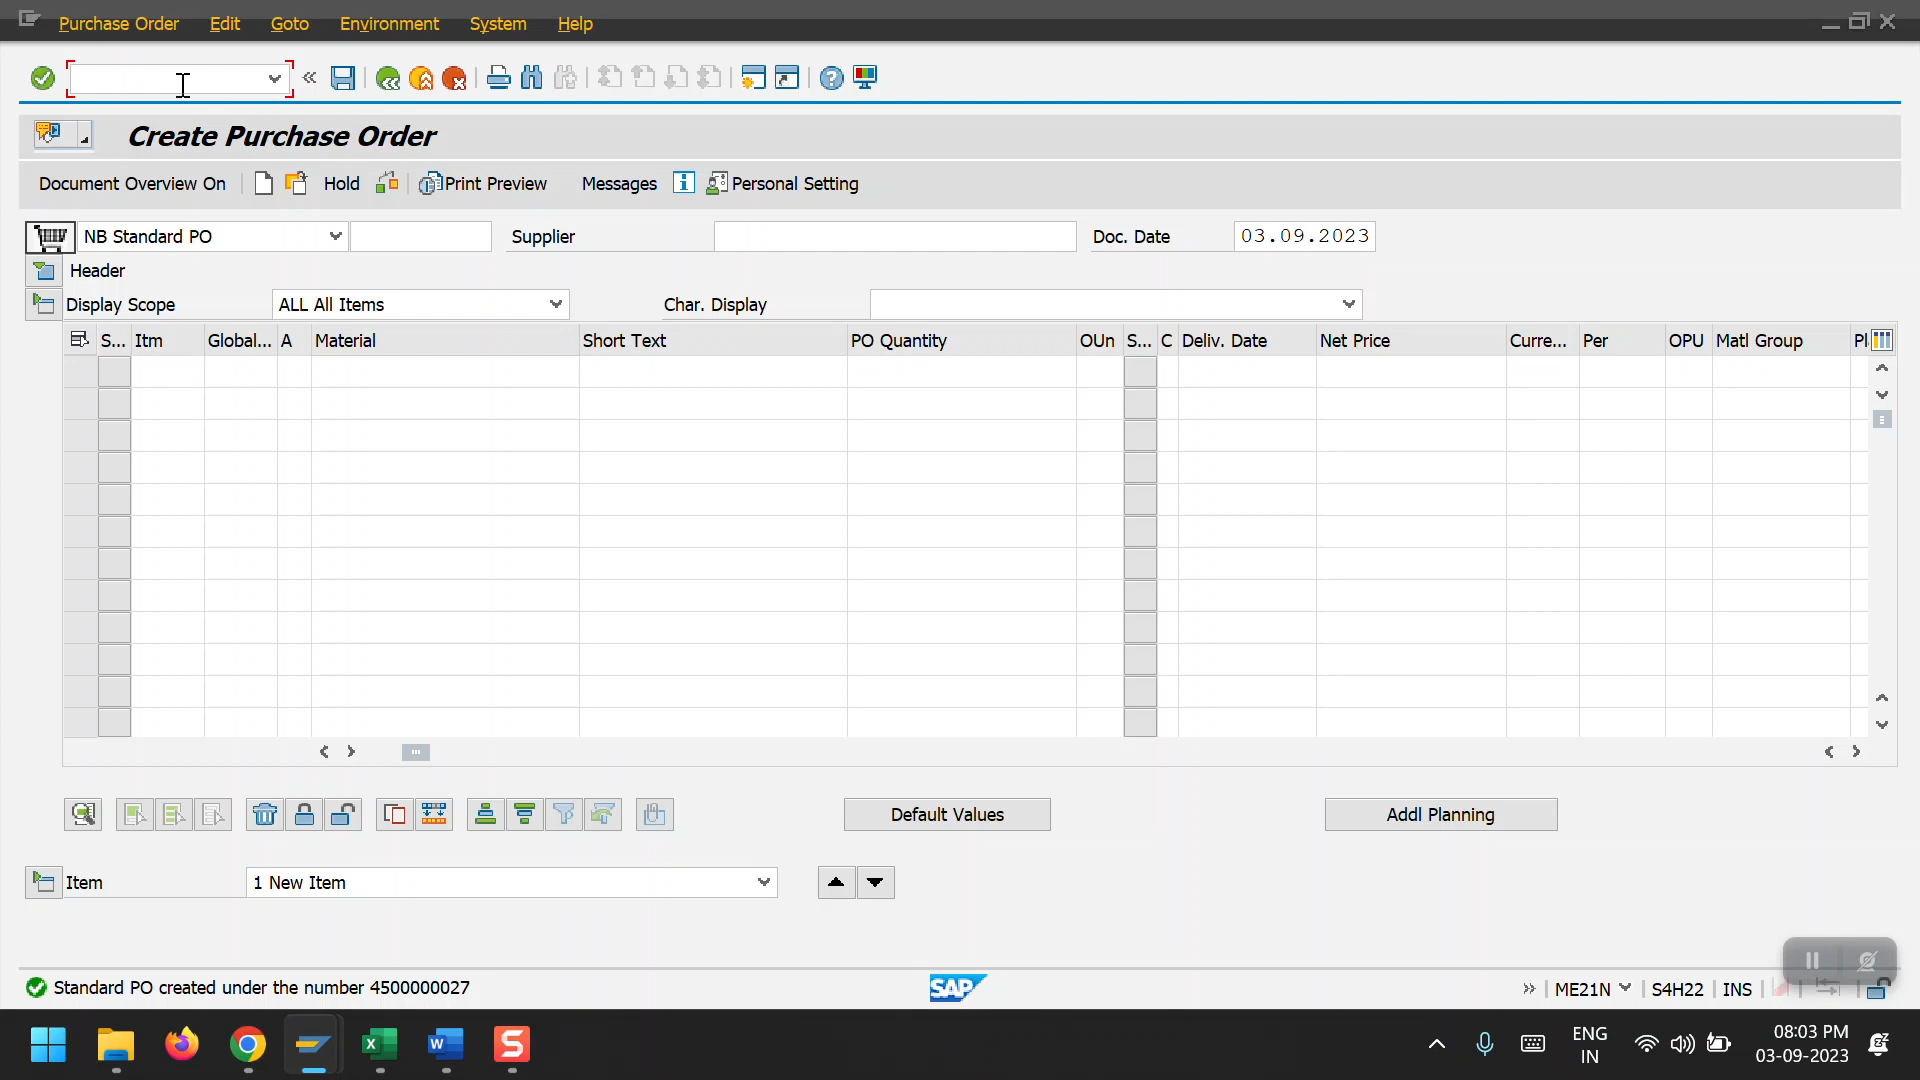 Purchase Order Edit Goto Environment System Help
Create Purchase Order
Document Overview On Hold Print Preview Messages Personal Setting
NB Standard PO Supplier Doc. Date 03.09.2023
Header
Display Scope ALL All Items Char. Display
S... Itm Global... A Material Short Text PO Quantity OUn S... C Deliv. Date Net Price Curre... Per OPU Matl Group Pl
Default Values Addl Planning
Item 1 New Item
Standard PO created under the number 4500000027 SAP ME21N S4H22 INS
ENG 08:03 PM
IN 03-09-2023